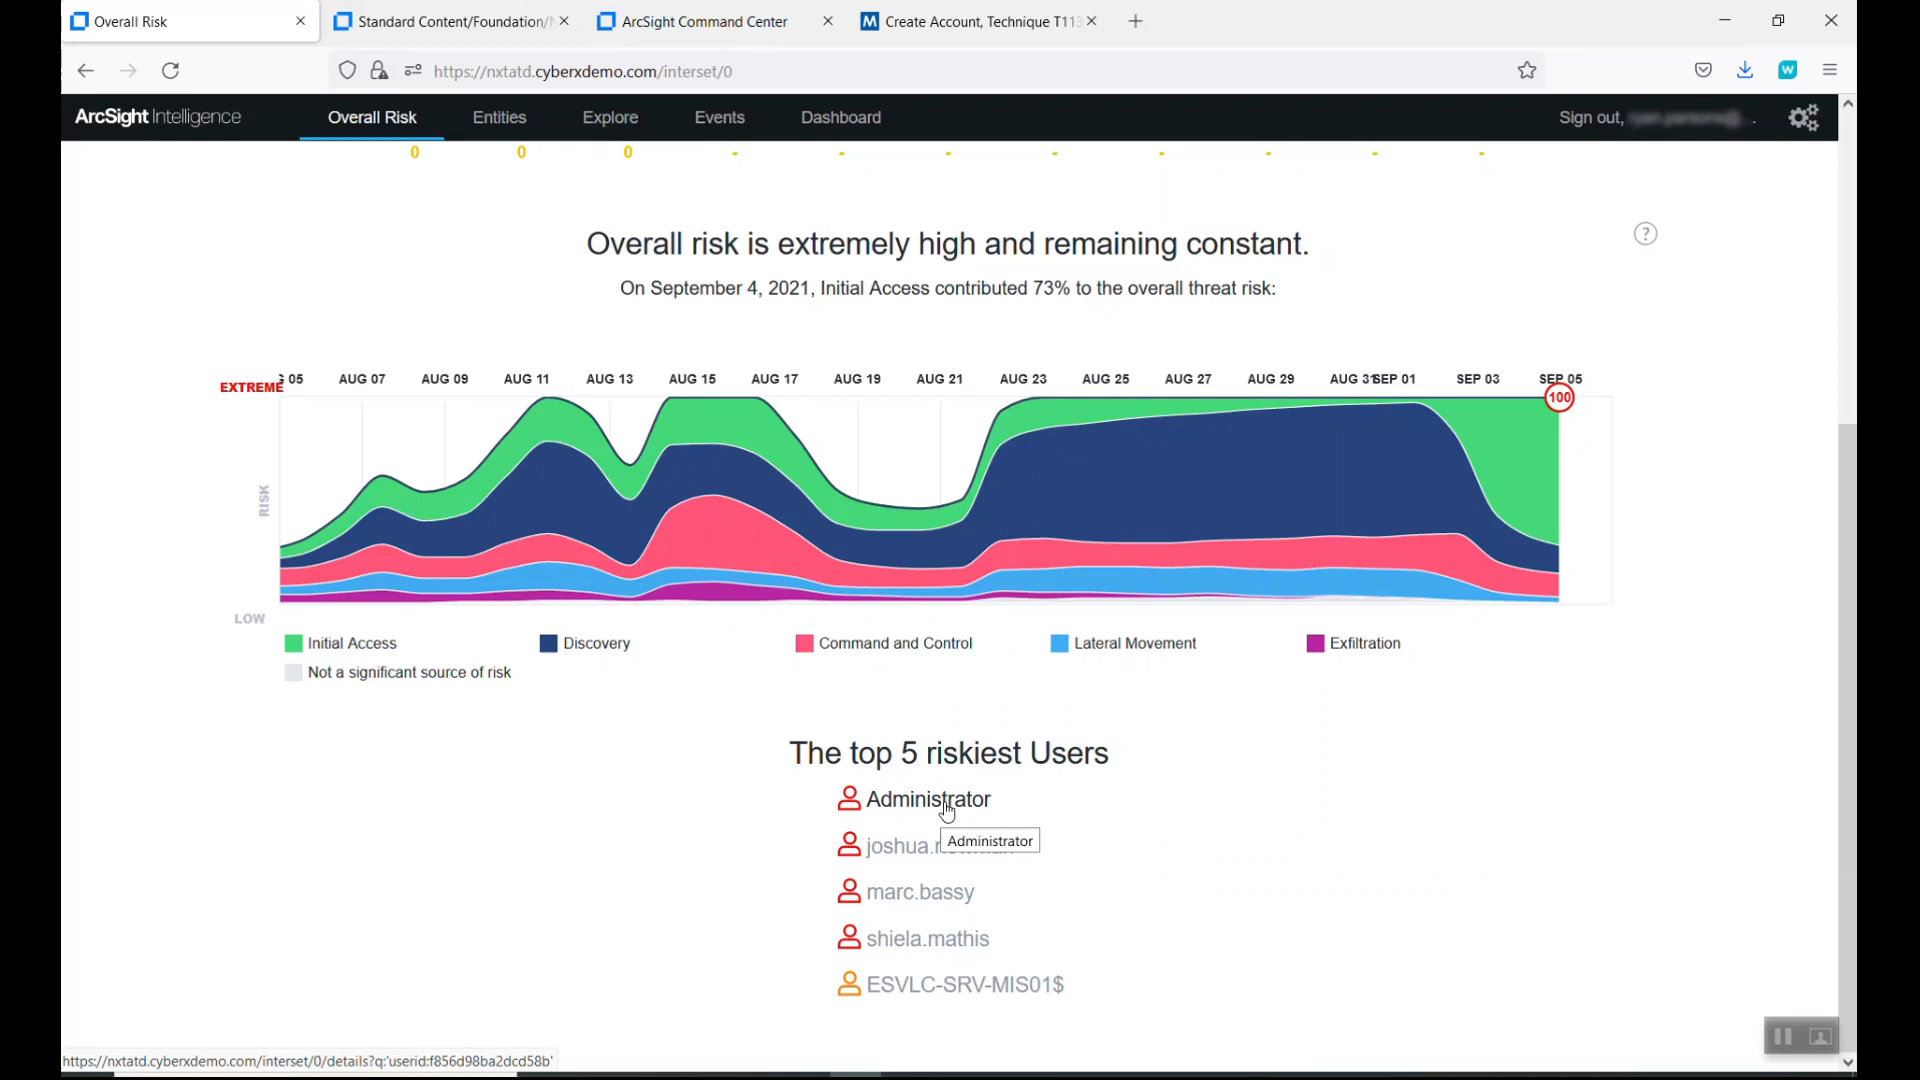 Overall Risk
Standard Content/Foundation/
ArcSight Command Center
Create Account, Technique T113
https://nxtatd.cyberxdemo.com/interset/0
W
ArcSight Intelligence
Overall Risk
Entities
Explore
Events
Dashboard
Sign out,
0 0 0 - - - - - - - -
Overall risk is extremely high and remaining constant.
?
On September 4, 2021, Initial Access contributed 73% to the overall threat risk:
05 AUG 07 AUG 09 AUG 11 AUG 13 AUG 15 AUG 17 AUG 19 AUG 21 AUG 23 AUG 25 AUG 27 AUG 29 AUG 31 SEP 01 SEP 03 SEP 05
EXTREME
100
RISK
LOW
Initial Access
Discovery
Command and Control
Lateral Movement
Exfiltration
Not a significant source of risk
The top 5 riskiest Users
Administrator
Administrator
marc.bassy
shiela.mathis
ESVLC-SRV-MIS01$
https://nxtatd.cyberxdemo.com/interset/0/details?q:'userid:f856d98ba2dcd58b'